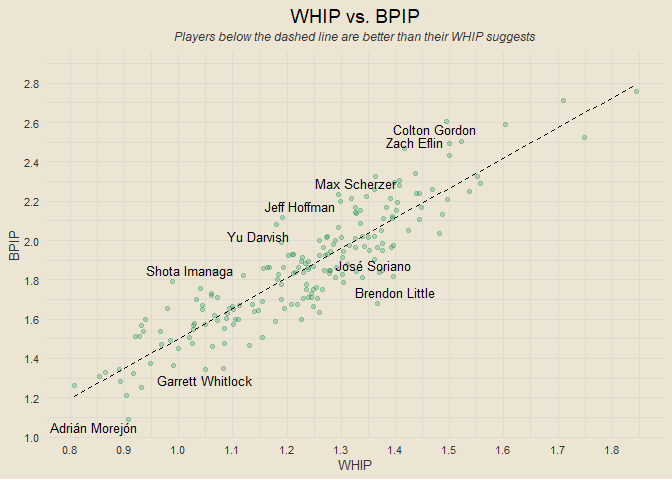 WHIP vs. BPIP
Players below the dashed line are better than their WHIP suggests
2.8
2.6
2.4
2.2
2.0
1.8
1.6
1.4
1.2
1.0
BPIP
Colton Gordon
Zach Eflin
Max Scherzer
Jeff Hoffman
Yu Darvish
José Soriano
Shota Imanaga
Brendon Little
Garrett Whitlock
Adrián Morejón
0.8 0.9 1.0 1.1 1.2 1.3 1.4 1.5 1.6 1.7 1.8
WHIP